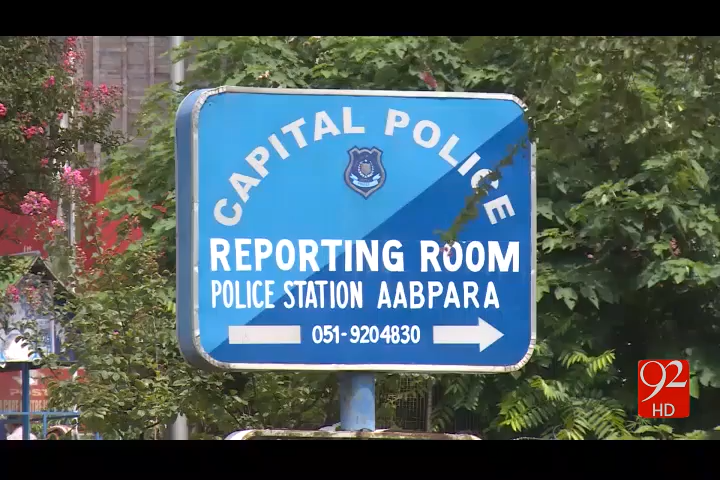 CAPITAL POLICE
REPORTING ROOM
POLICE STATION AABPARA
051-9204830
92
HD